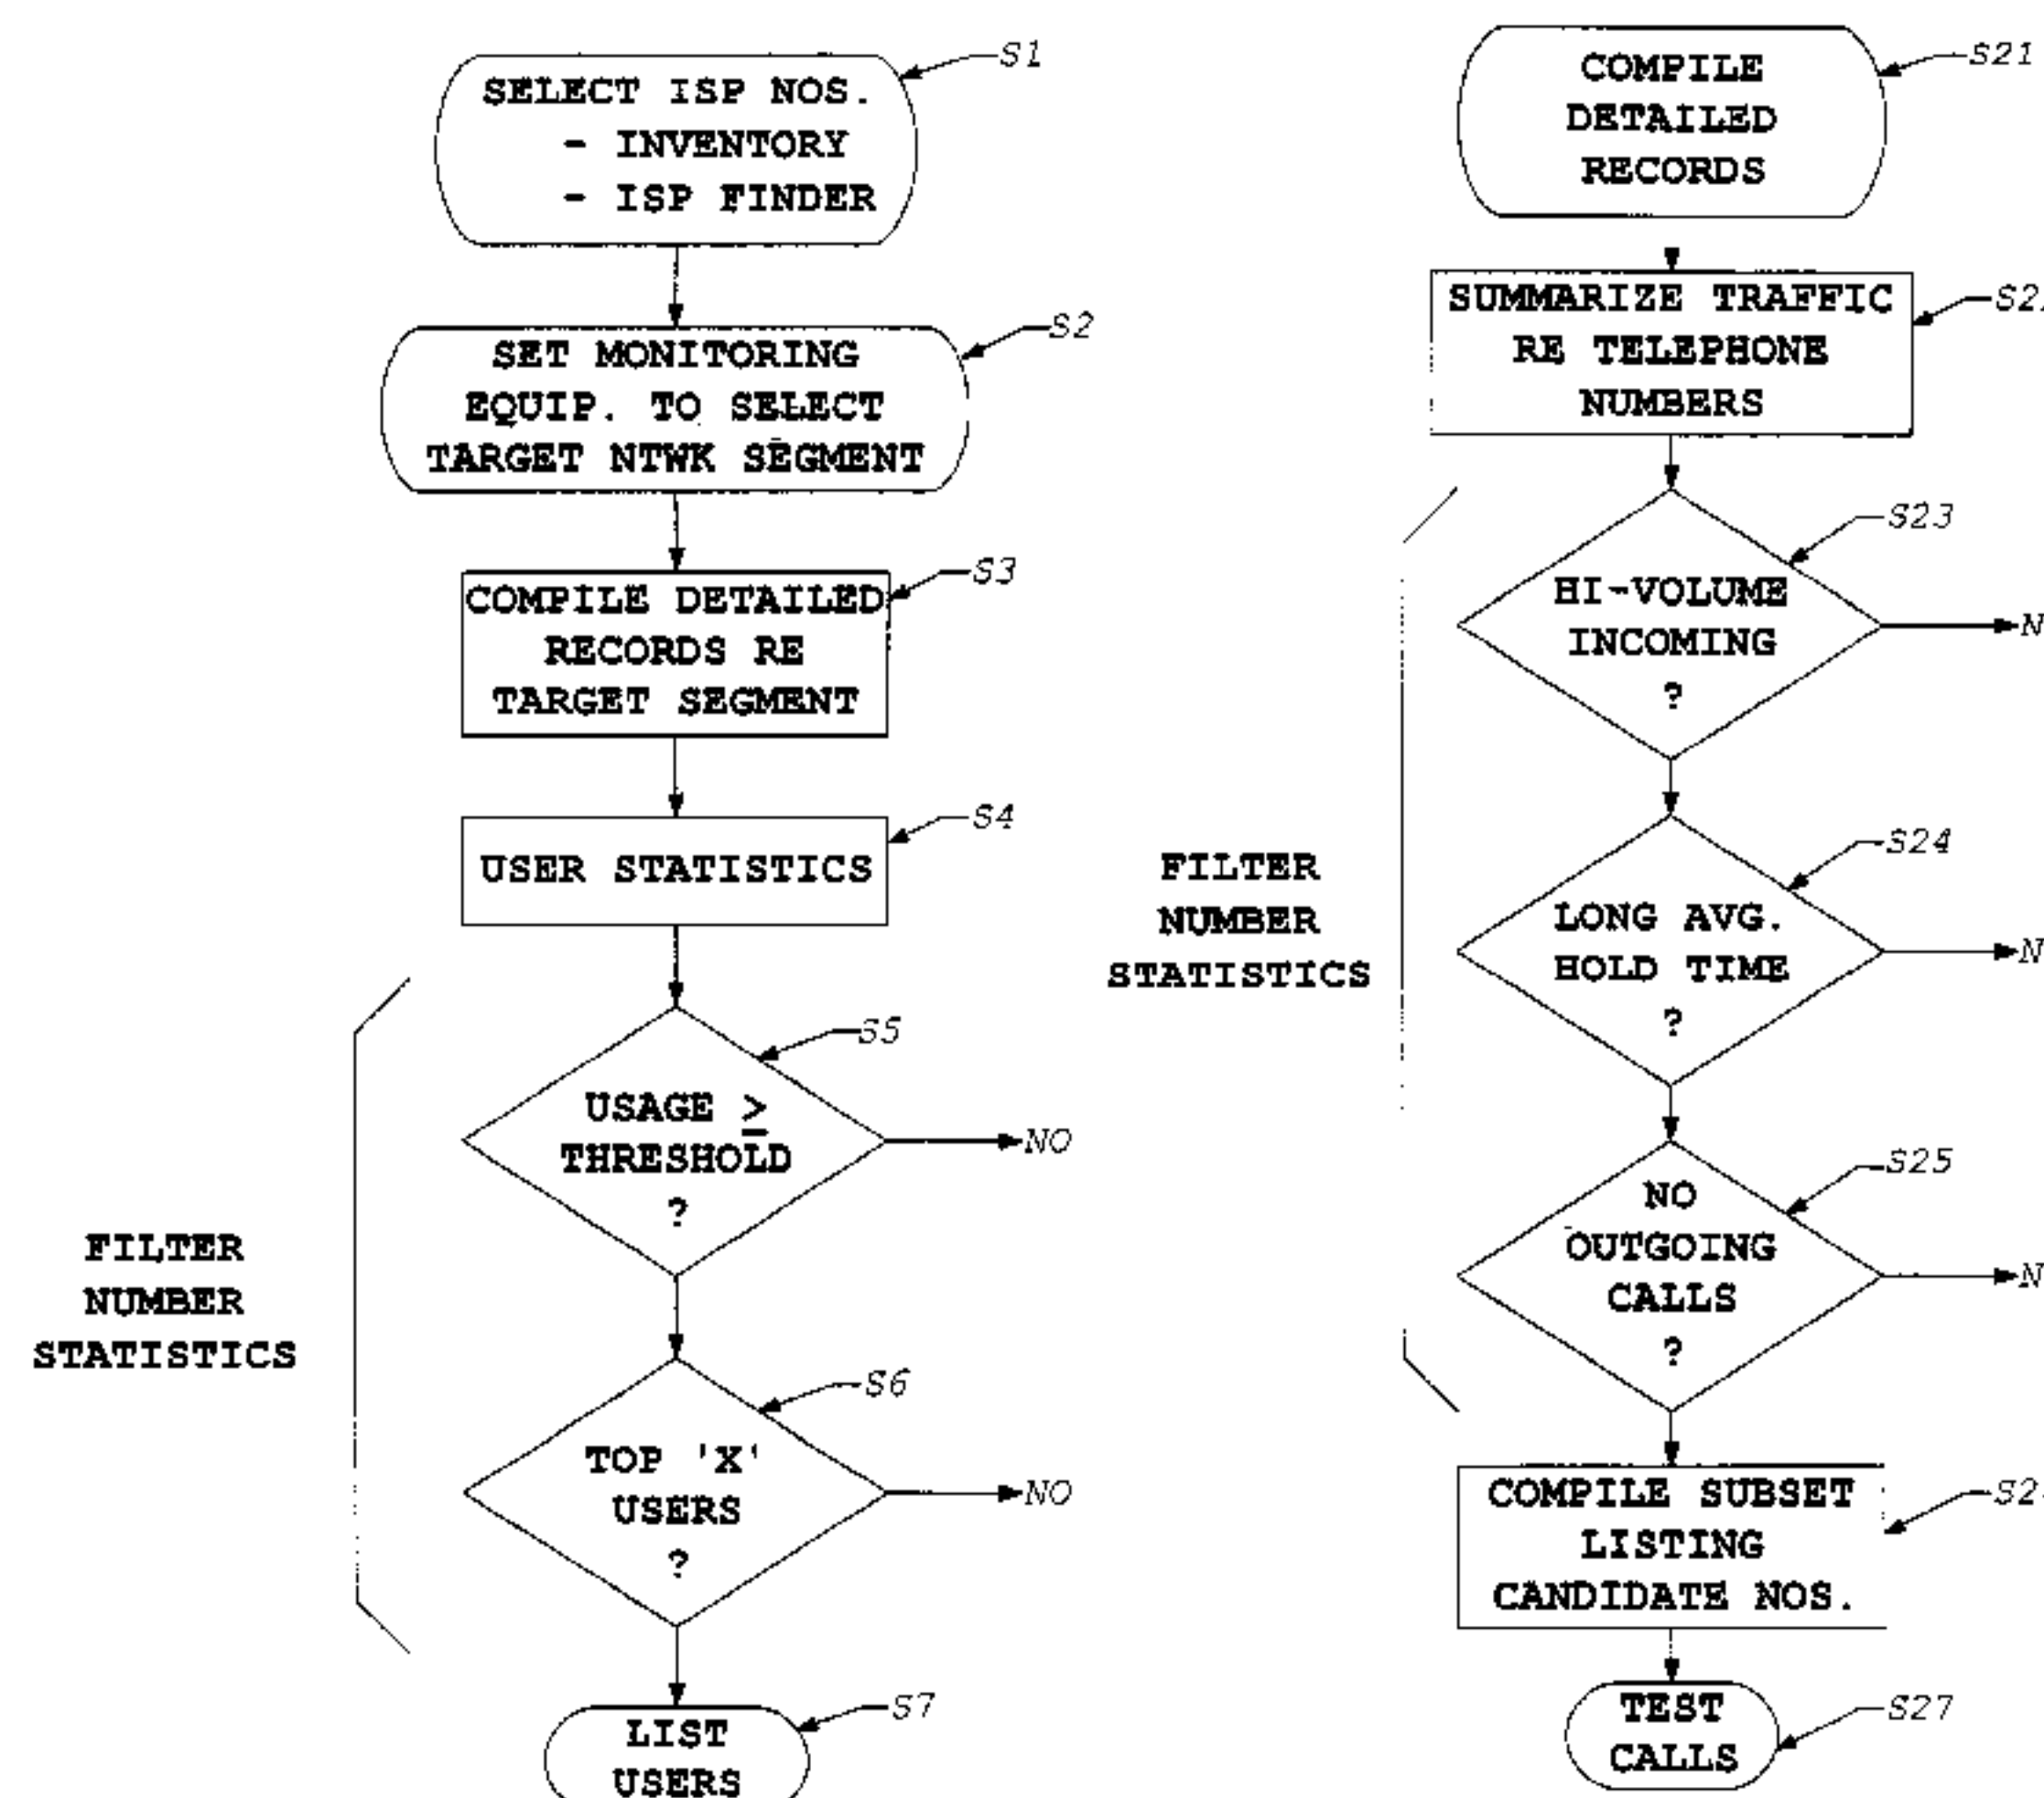 S1
SELECT ISP NOS.
- INVENTORY
- ISP FINDER
S2
SET MONITORING
EQUIP. TO SELECT
TARGET NTWK SEGMENT
S3
COMPILE DETAILED
RECORDS RE
TARGET SEGMENT
S4
USER STATISTICS
FILTER
NUMBER
STATISTICS
S5
USAGE ≥
THRESHOLD
?
NO
S6
TOP 'X'
USERS
?
NO
S7
LIST
USERS
S21
COMPILE
DETAILED
RECORDS
SUMMARIZE TRAFFIC
RE TELEPHONE
NUMBERS
FILTER
NUMBER
STATISTICS
S23
HI-VOLUME
INCOMING
?
S24
LONG AVG.
HOLD TIME
?
S25
NO
OUTGOING
CALLS
?
COMPILE SUBSET
LISTING
CANDIDATE NOS.
S27
TEST
CALLS